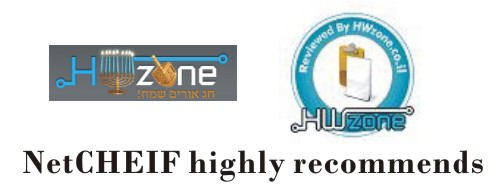 HWzone
חג אורים שמח!
Reviewed By HWzone.co.il
HWzone
NetCHEIF highly recommends